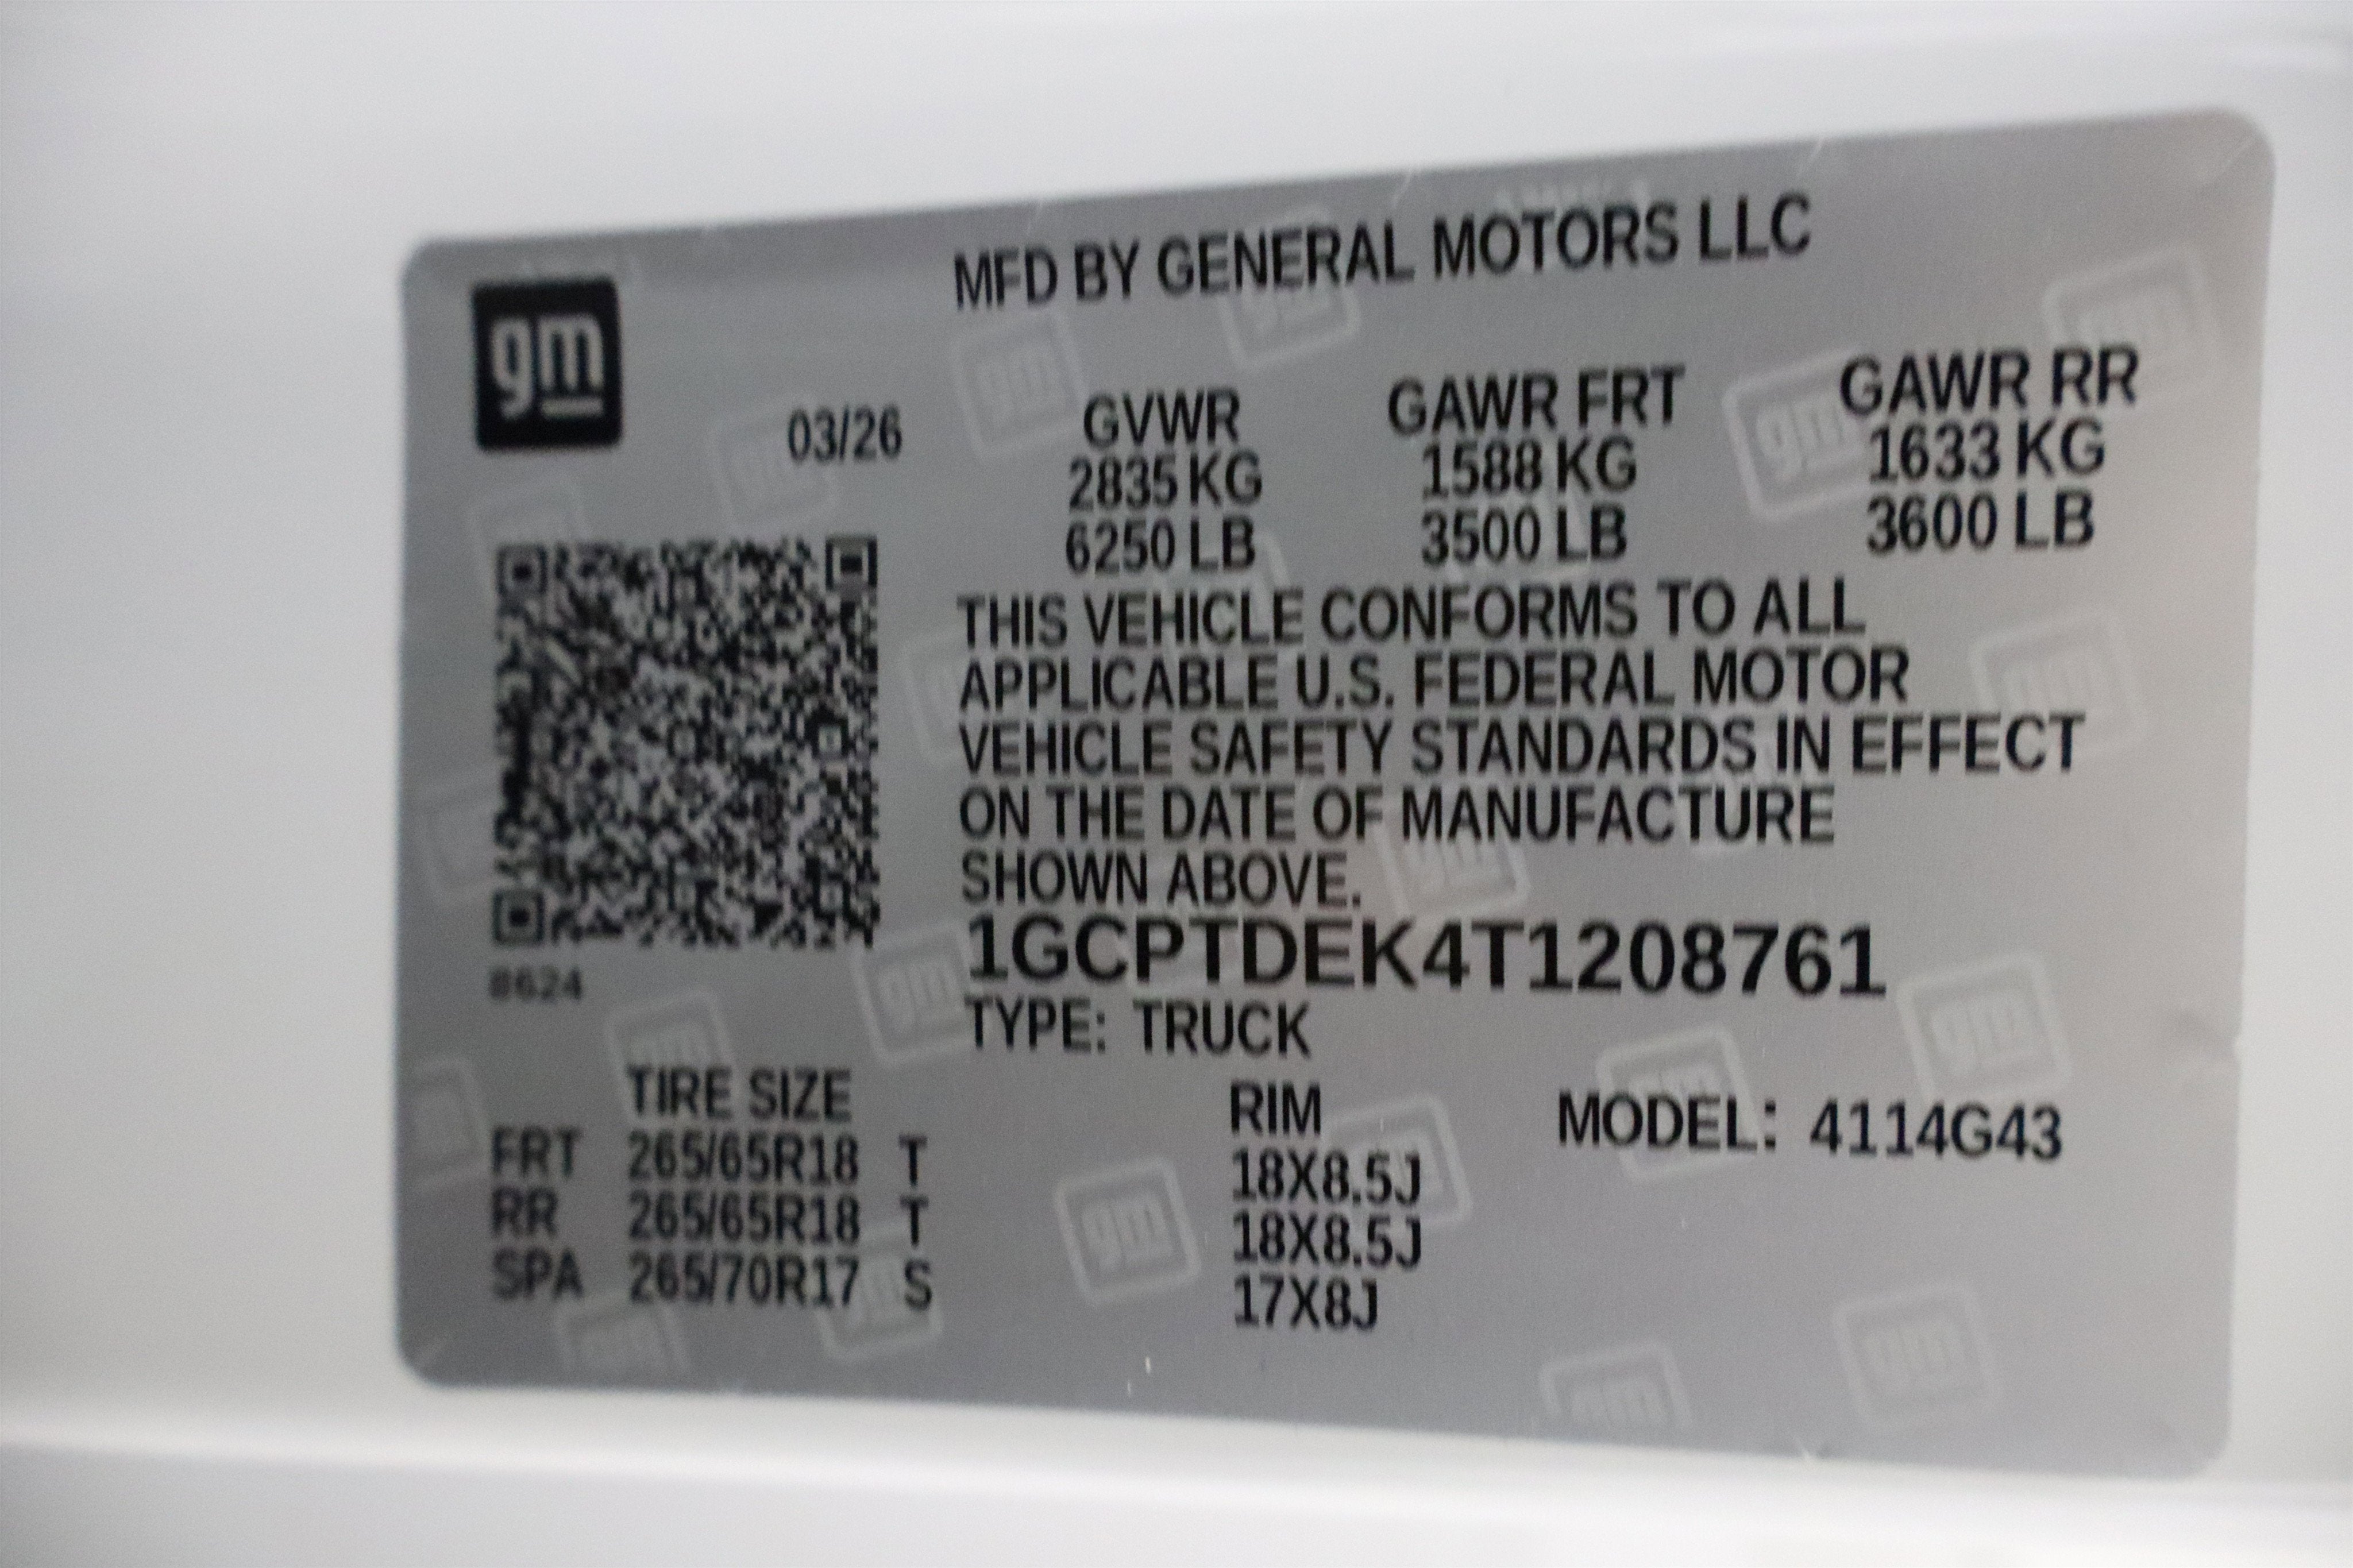 gm
MFD BY GENERAL MOTORS LLC
03/26
GVWR GAWR FRT GAWR RR
2835 KG 1588 KG 1633 KG
6250 LB 3500 LB 3600 LB
THIS VEHICLE CONFORMS TO ALL
APPLICABLE U.S. FEDERAL MOTOR
VEHICLE SAFETY STANDARDS IN EFFECT
ON THE DATE OF MANUFACTURE
SHOWN ABOVE.
1GCPTDEK4T1208761
8624
TYPE: TRUCK
TIRE SIZE RIM MODEL: 4114G43
FRT 265/65R18 T 18X8.5J
RR 265/65R18 T 18X8.5J
SPA 265/70R17 S 17X8J